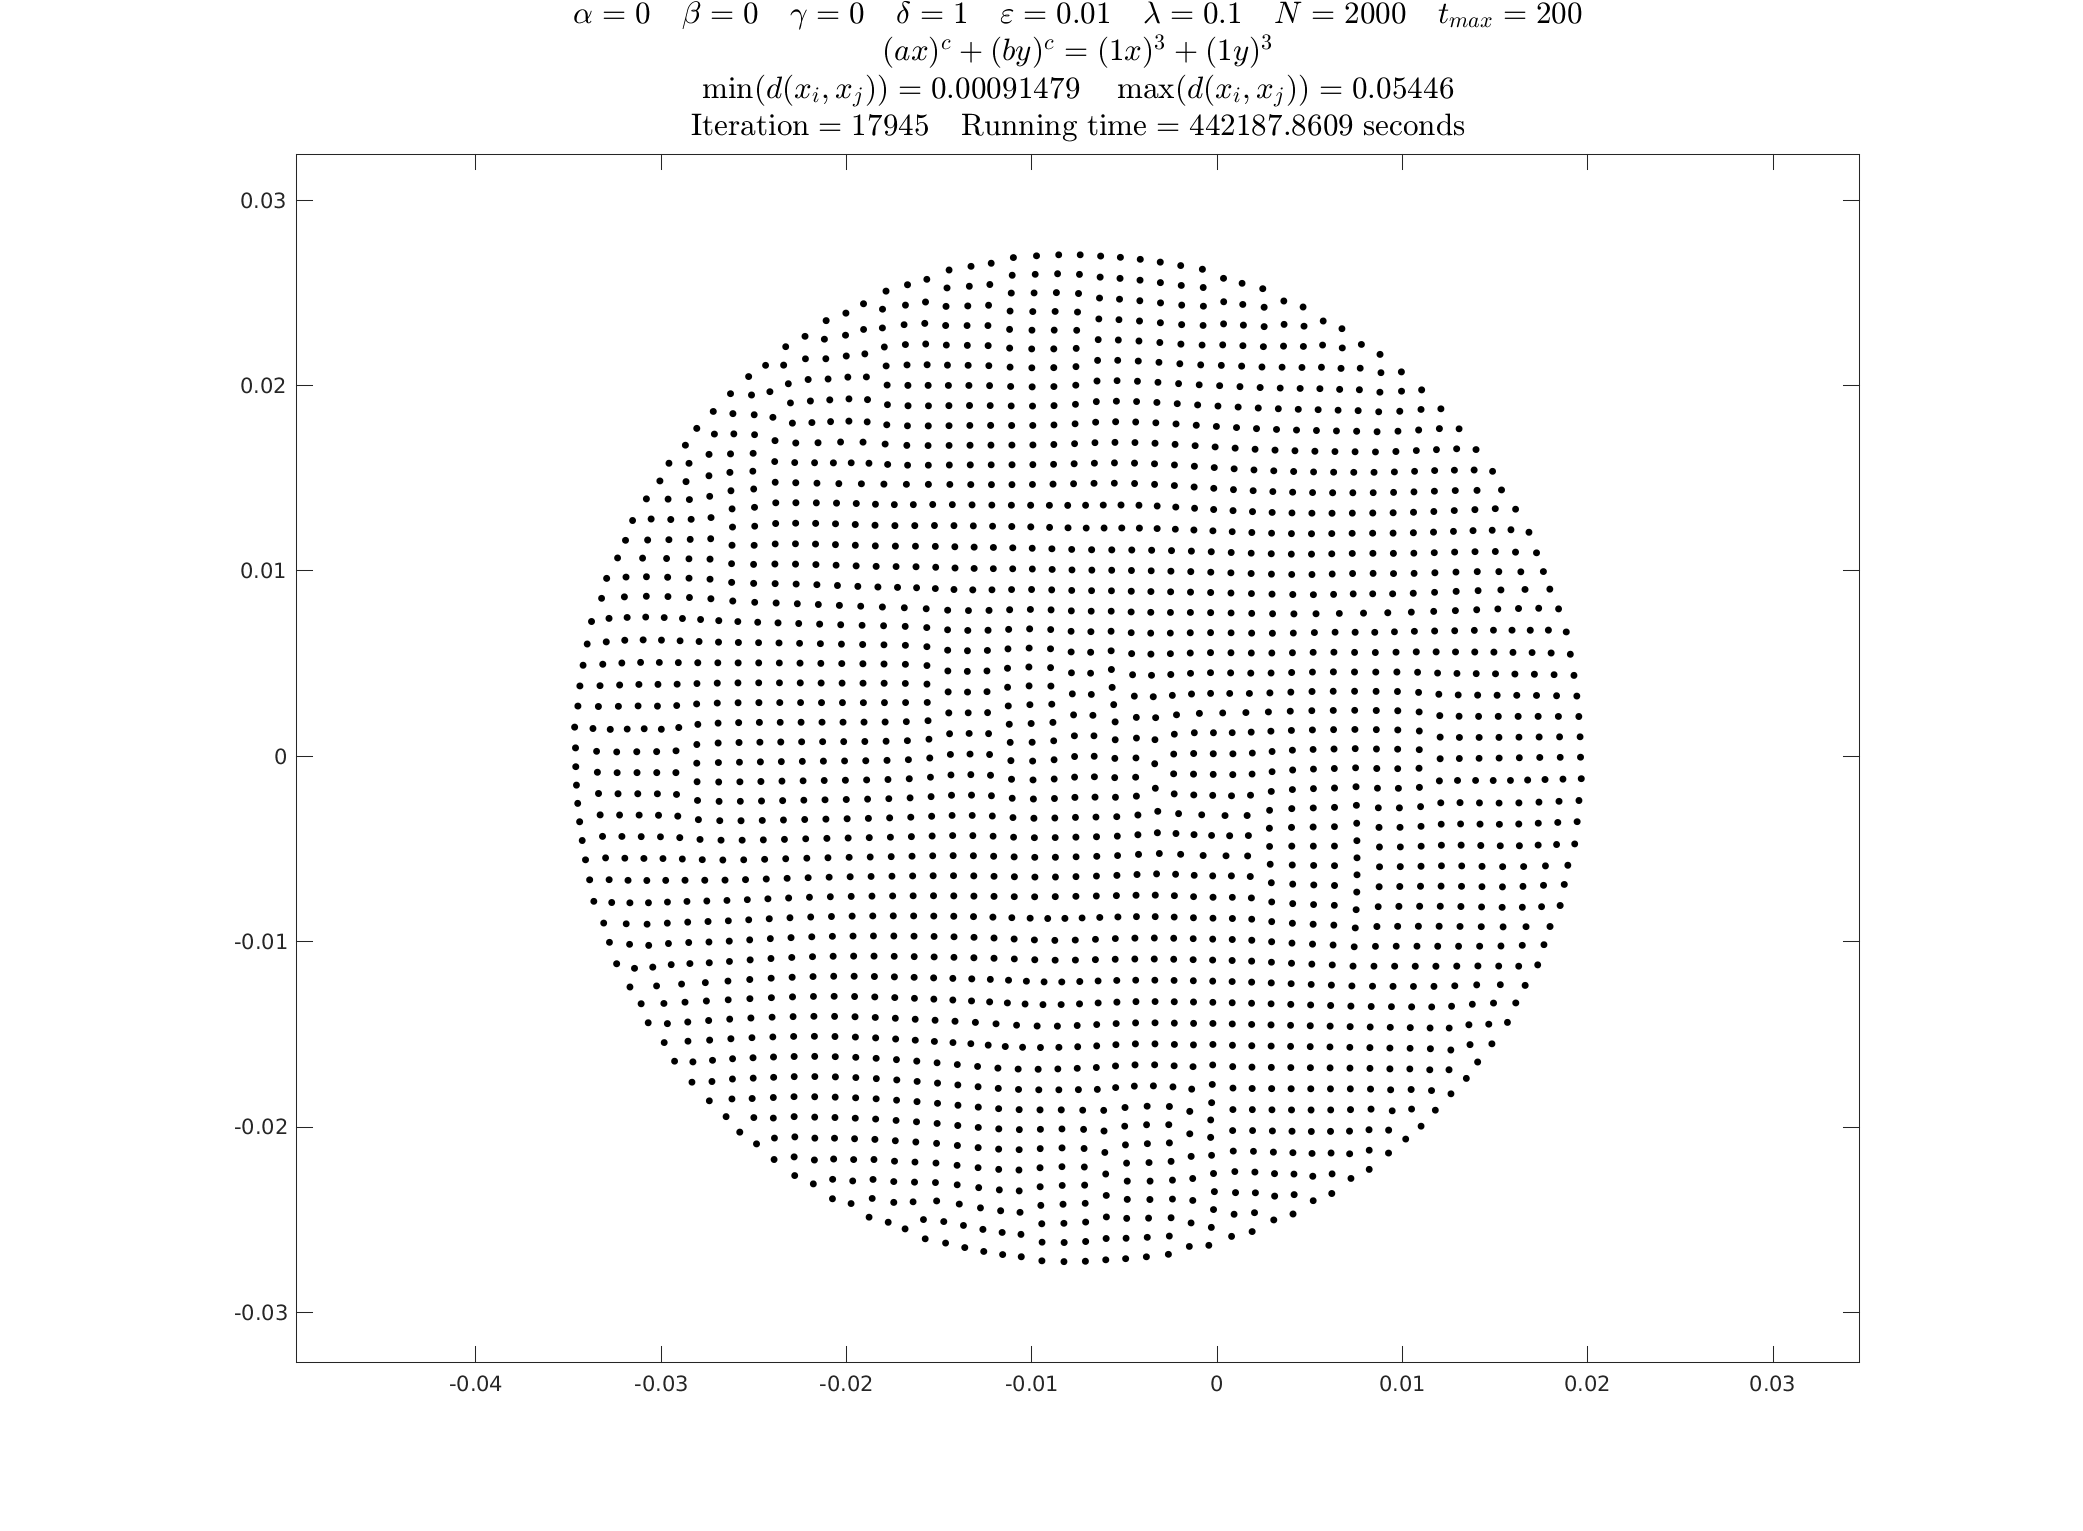 α = 0 β = 0 γ = 0 δ = 1 ε = 0.01 λ = 0.1 N = 2000 t_max = 200
(ax)^c + (by)^c = (1x)^3 + (1y)^3
min(d(x_i, x_j)) = 0.00091479 max(d(x_i, x_j)) = 0.05446
Iteration = 17945 Running time = 442187.8609 seconds
0.03
0.02
0.01
0
-0.01
-0.02
-0.03
-0.04 -0.03 -0.02 -0.01 0 0.01 0.02 0.03